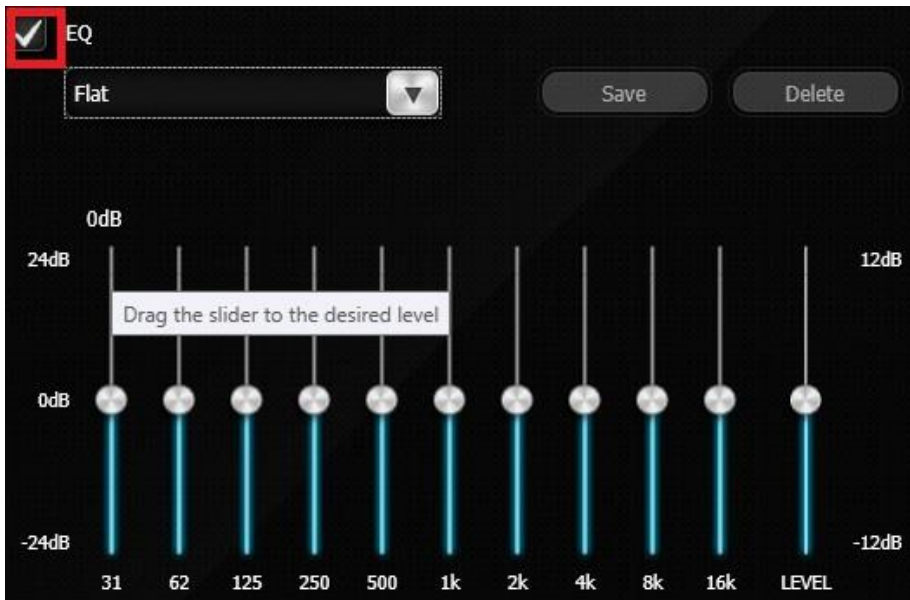 EQ
Flat
Save Delete
0dB
24dB 12dB
Drag the slider to the desired level
0dB
-24dB -12dB
31 62 125 250 500 1k 2k 4k 8k 16k LEVEL